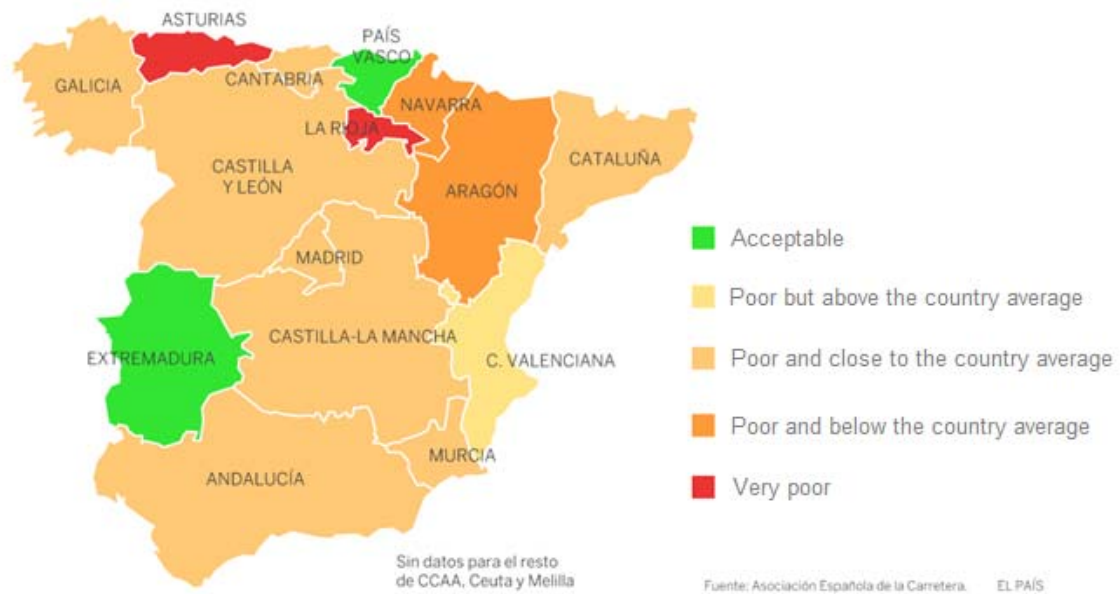 ASTURIAS
PAÍS
VASCO
GALICIA
CANTABRIA
NAVARRA
LA RIOJA
CATALUÑA
CASTILLA
Y LEÓN
ARAGÓN
MADRID
CASTILLA-LA MANCHA
EXTREMADURA
C. VALENCIANA
MURCIA
ANDALUCÍA
Acceptable
Poor but above the country average
Poor and close to the country average
Poor and below the country average
Very poor
Sin datos para el resto
de CCAA, Ceuta y Melilla
Fuente: Asociación Española de la Carretera. EL PAÍS